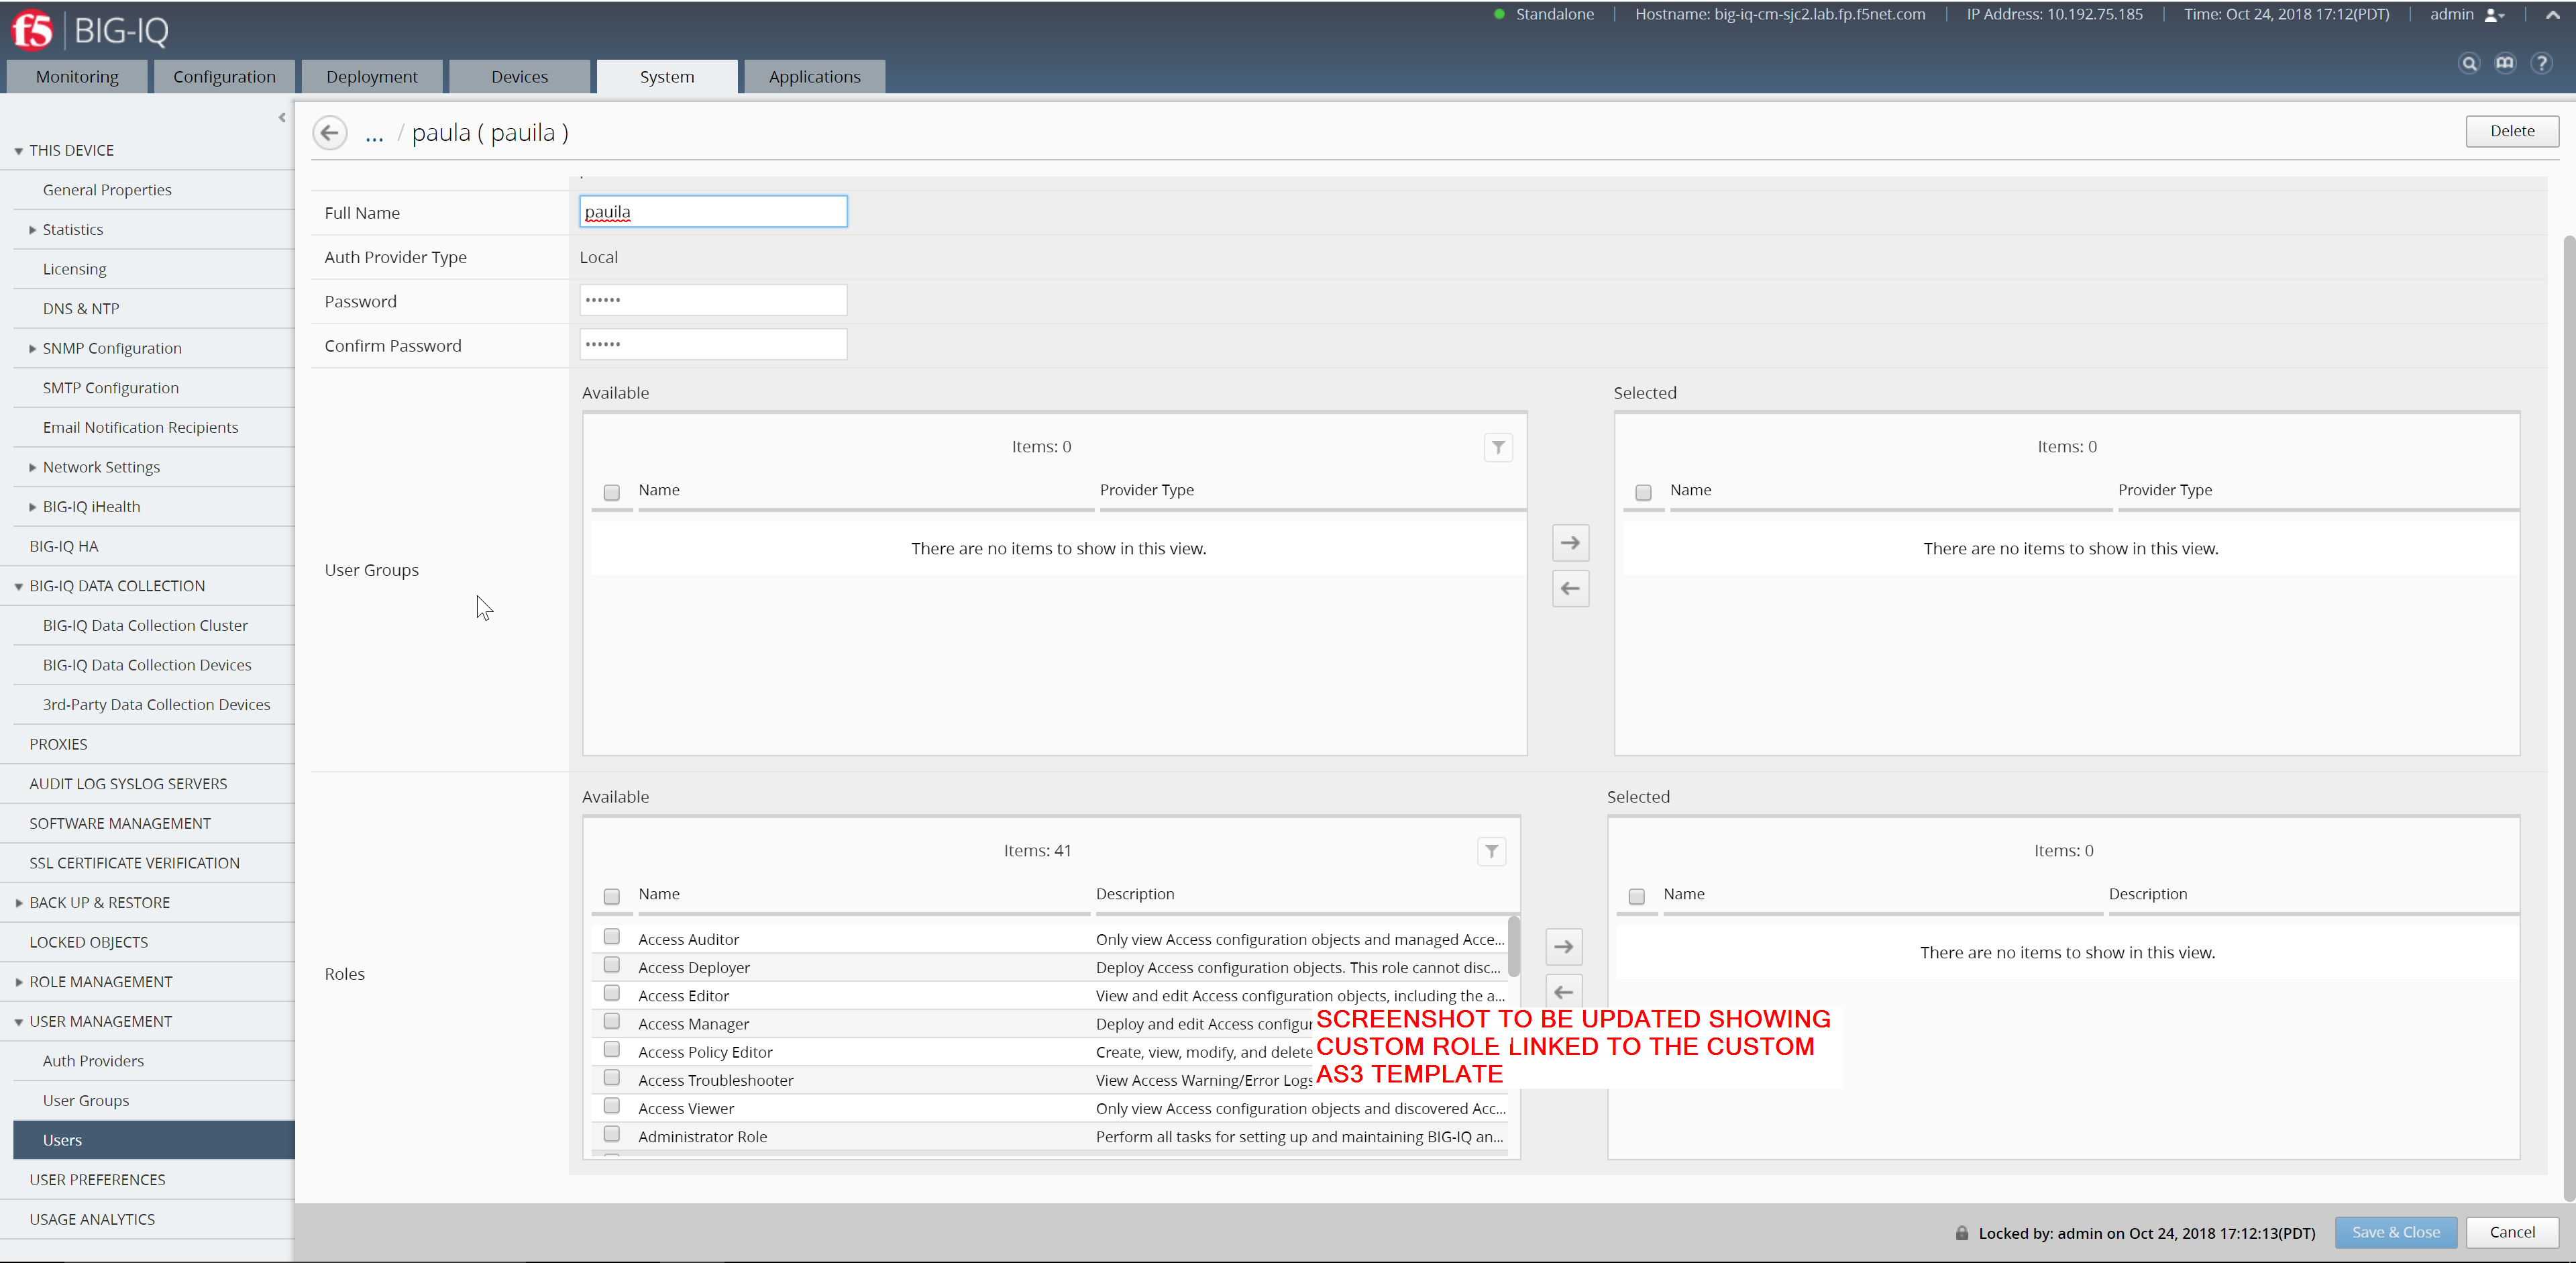 f5 BIG-IQ
Standalone Hostname: big-iq-cm-sjc2.lab.fp.f5net.com IP Address: 10.192.75.185 Time: Oct 24, 2018 17:12(PDT) admin
Monitoring Configuration Deployment Devices System Applications
THIS DEVICE
General Properties
Statistics
Licensing
DNS & NTP
SNMP Configuration
SMTP Configuration
Email Notification Recipients
Network Settings
BIG-IQ iHealth
BIG-IQ HA
BIG-IQ DATA COLLECTION
BIG-IQ Data Collection Cluster
BIG-IQ Data Collection Devices
3rd-Party Data Collection Devices
PROXIES
AUDIT LOG SYSLOG SERVERS
SOFTWARE MANAGEMENT
SSL CERTIFICATE VERIFICATION
BACK UP & RESTORE
LOCKED OBJECTS
ROLE MANAGEMENT
USER MANAGEMENT
Auth Providers
User Groups
Users
USER PREFERENCES
USAGE ANALYTICS
... / paula ( pauila )
Delete
Full Name pauila
Auth Provider Type Local
Password ••••••
Confirm Password ••••••
User Groups
Available
Items: 0
Name Provider Type
There are no items to show in this view.
Selected
Items: 0
Name Provider Type
There are no items to show in this view.
Roles
Available
Items: 41
Name Description
Access Auditor Only view Access configuration objects and managed Acce...
Access Deployer Deploy Access configuration objects. This role cannot disc...
Access Editor View and edit Access configuration objects, including the a...
Access Manager Deploy and edit Access configur
Access Policy Editor Create, view, modify, and delete
Access Troubleshooter View Access Warning/Error Logs
Access Viewer Only view Access configuration objects and discovered Acc...
Administrator Role Perform all tasks for setting up and maintaining BIG-IQ an...
Selected
Items: 0
Name Description
There are no items to show in this view.
SCREENSHOT TO BE UPDATED SHOWING
CUSTOM ROLE LINKED TO THE CUSTOM
AS3 TEMPLATE
Locked by: admin on Oct 24, 2018 17:12:13(PDT) Save & Close Cancel